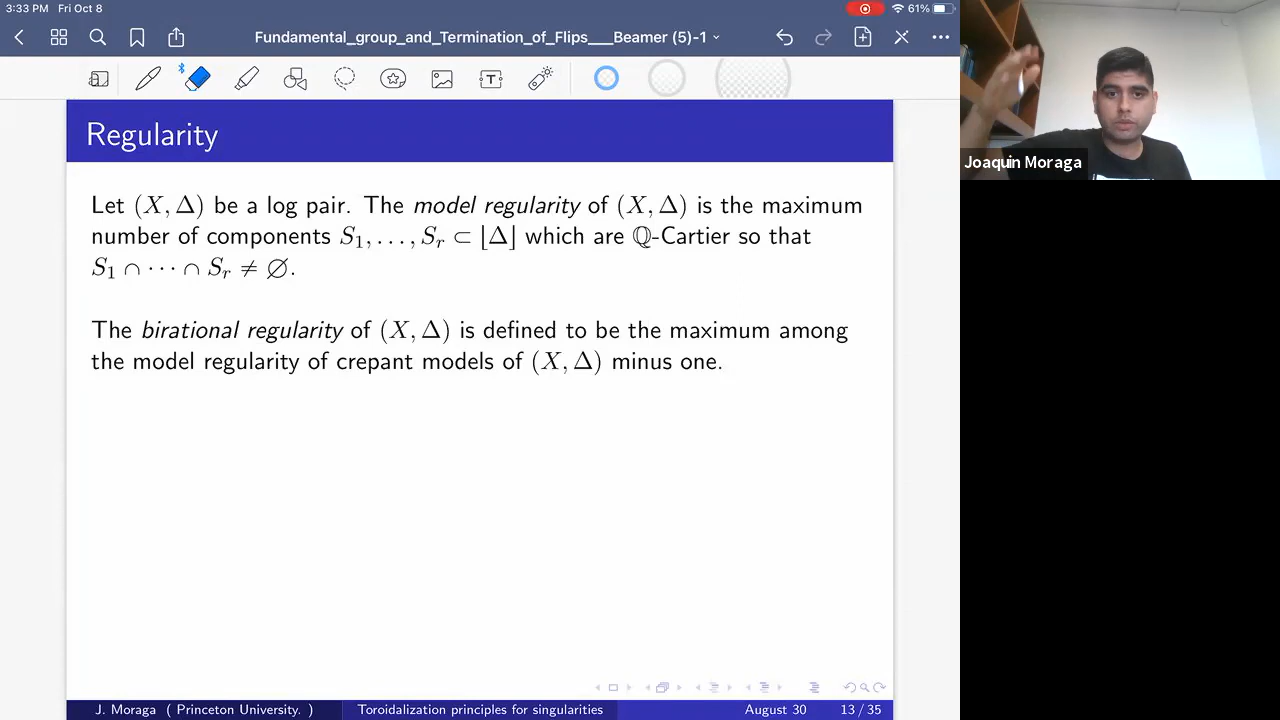 3:33 PM Fri Oct 8
61%
Fundamental_group_and_Termination_of_Flips___Beamer (5)-1
T
Regularity
Let (X, Δ) be a log pair. The model regularity of (X, Δ) is the maximum
number of components S₁, . . . , Sᵣ ⊂ ⌊Δ⌋ which are ℚ-Cartier so that
S₁ ∩ · · · ∩ Sᵣ ≠ ∅.
The birational regularity of (X, Δ) is defined to be the maximum among
the model regularity of crepant models of (X, Δ) minus one.
J. Moraga ( Princeton University. )
Toroidalization principles for singularities
August 30
13 / 35
Joaquin Moraga